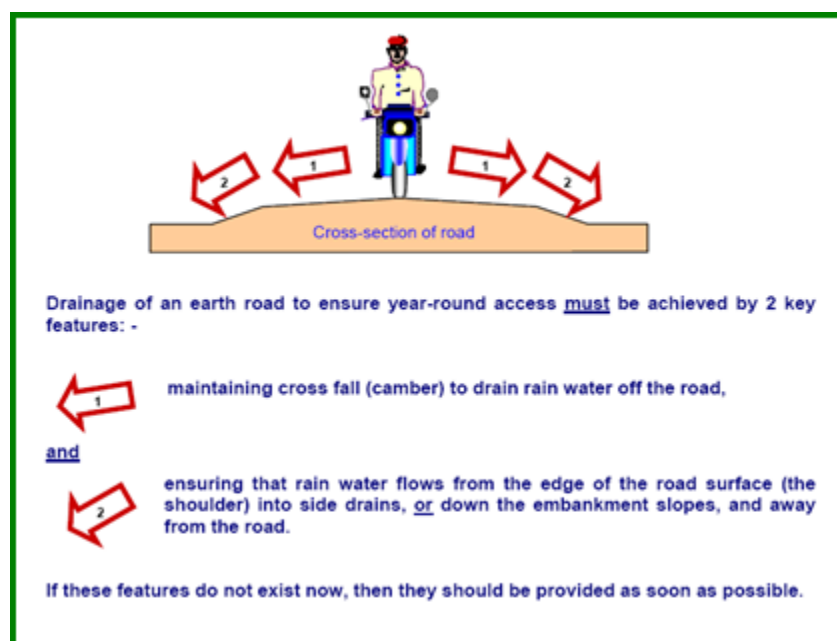 2 1 1 2
Cross-section of road
Drainage of an earth road to ensure year-round access must be achieved by 2 key
features: -
1 maintaining cross fall (camber) to drain rain water off the road,
and
ensuring that rain water flows from the edge of the road surface (the
2 shoulder) into side drains, or down the embankment slopes, and away
from the road.
If these features do not exist now, then they should be provided as soon as possible.